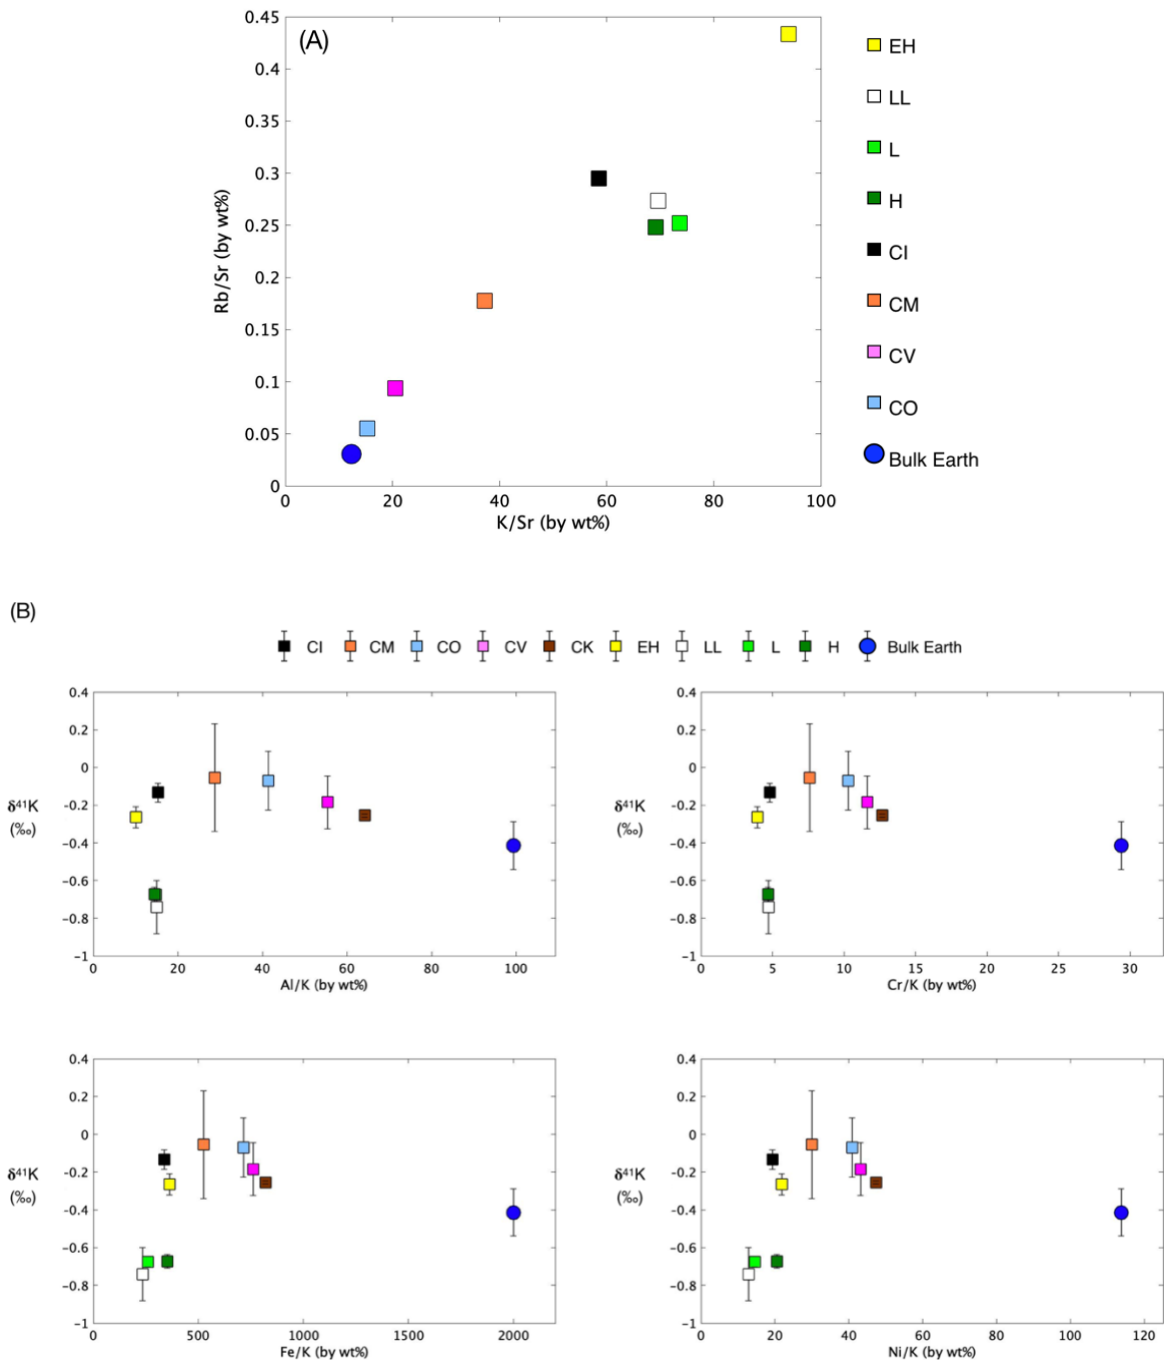 (A)
0.45
0.4
0.35
0.3
0.25
0.2
0.15
0.1
0.05
0
Rb/Sr (by wt%)
0 20 40 60 80 100
K/Sr (by wt%)
EH
LL
L
H
CI
CM
CV
CO
Bulk Earth
(B)
CI CM CO CV CK EH LL L H Bulk Earth
0.4
0.2
0
−0.2
−0.4
−0.6
−0.8
−1
δ⁴¹K
(‰)
0 20 40 60 80 100
Al/K (by wt%)
0.4
0.2
0
−0.2
−0.4
−0.6
−0.8
−1
δ⁴¹K
(‰)
0 5 10 15 20 25 30
Cr/K (by wt%)
0.4
0.2
0
−0.2
−0.4
−0.6
−0.8
−1
δ⁴¹K
(‰)
0 500 1000 1500 2000
Fe/K (by wt%)
0.4
0.2
0
−0.2
−0.4
−0.6
−0.8
−1
δ⁴¹K
(‰)
0 20 40 60 80 100 120
Ni/K (by wt%)